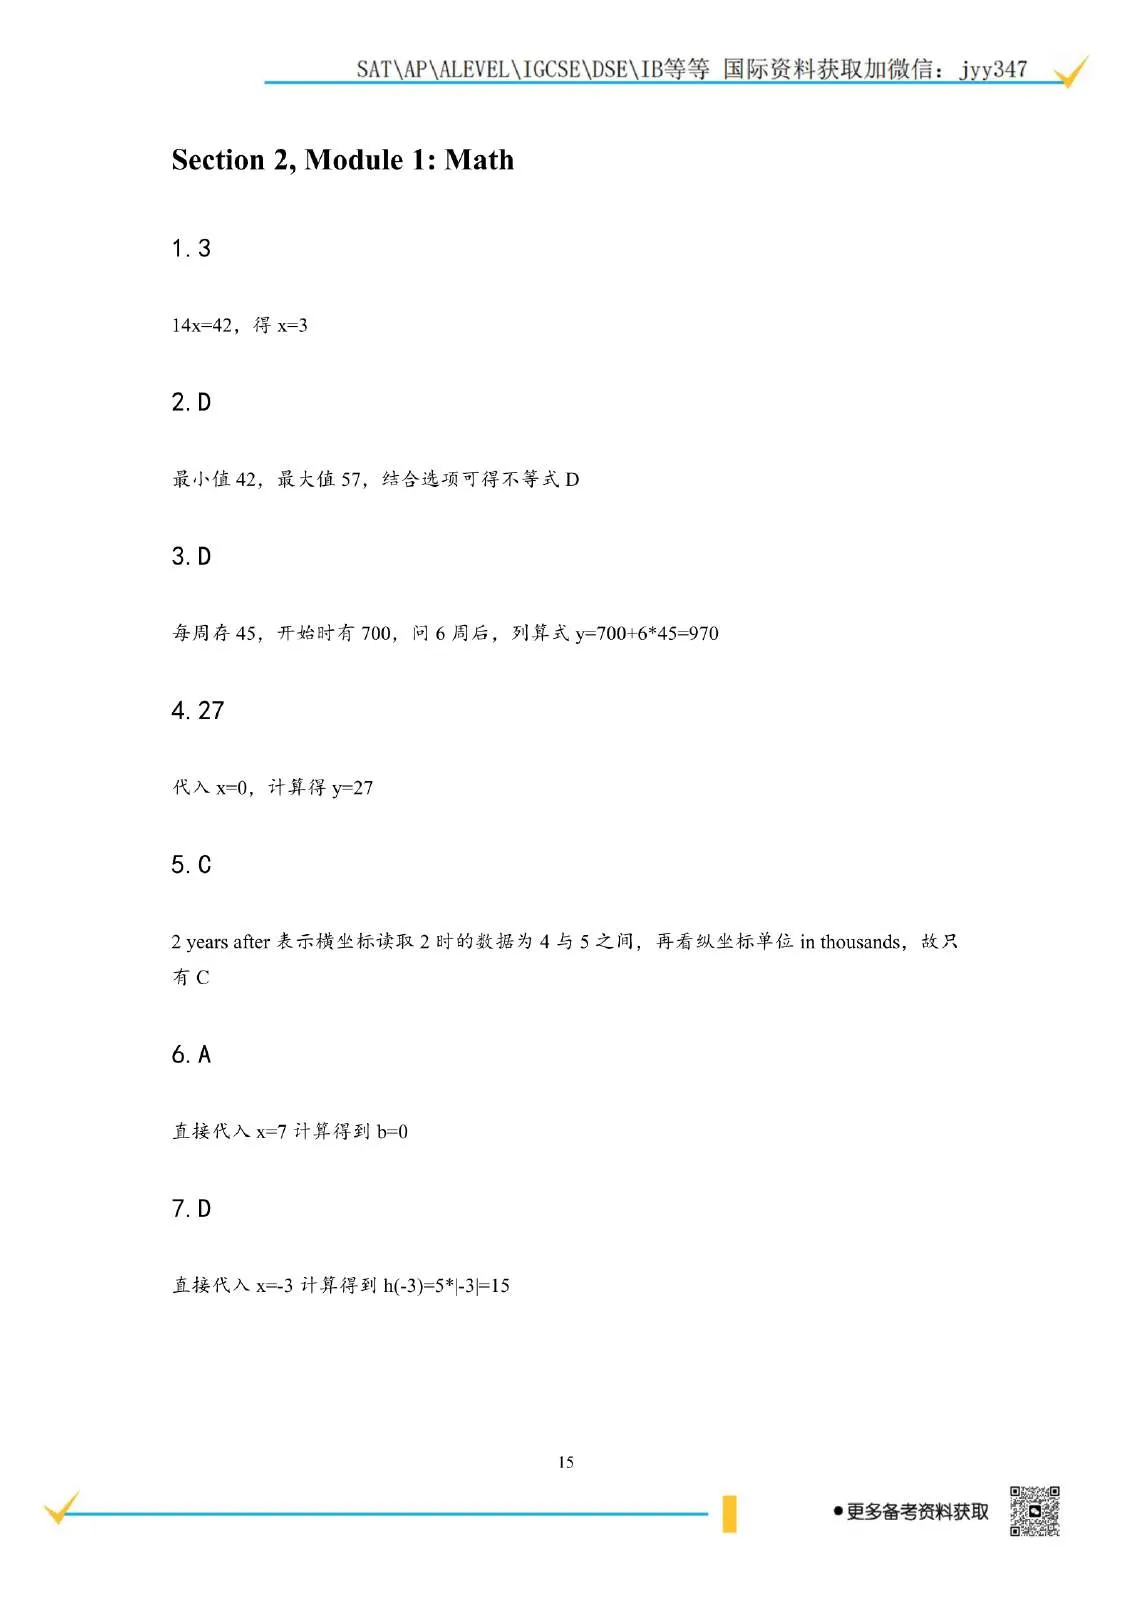 SAT\AP\ALEVEL\IGCSE\DSE\IB等等 国际资料获取加微信：jyy347
Section 2, Module 1: Math
1.3
14x=42，得 x=3
2.D
最小值 42，最大值 57，结合选项可得不等式 D
3.D
每周存 45，开始时有 700，问 6 周后，列算式 y=700+6*45=970
4.27
代入 x=0，计算得 y=27
5.C
2 years after 表示横坐标读取 2 时的数据为 4 与 5 之间，再看纵坐标单位 in thousands，故只
有 C
6.A
直接代入 x=7 计算得到 b=0
7.D
直接代入 x=-3 计算得到 h(-3)=5*|-3|=15
15
●更多备考资料获取